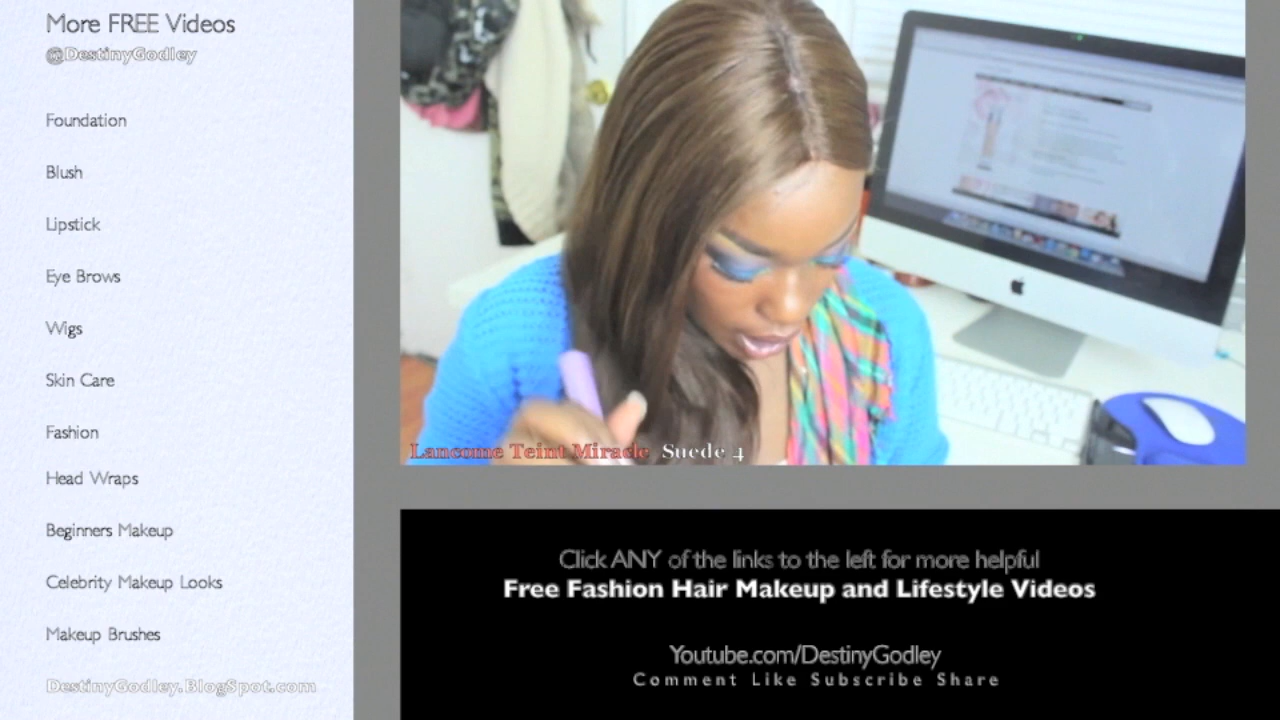 More FREE Videos
@DestinyGodley
Foundation
Blush
Lipstick
Eye Brows
Wigs
Skin Care
Fashion
Head Wraps
Beginners Makeup
Celebrity Makeup Looks
Makeup Brushes
DestinyGodley.BlogSpot.com
Lancome Teint Miracle Suede 4
Click ANY of the links to the left for more helpful
Free Fashion Hair Makeup and Lifestyle Videos
Youtube.com/DestinyGodley
Comment Like Subscribe Share